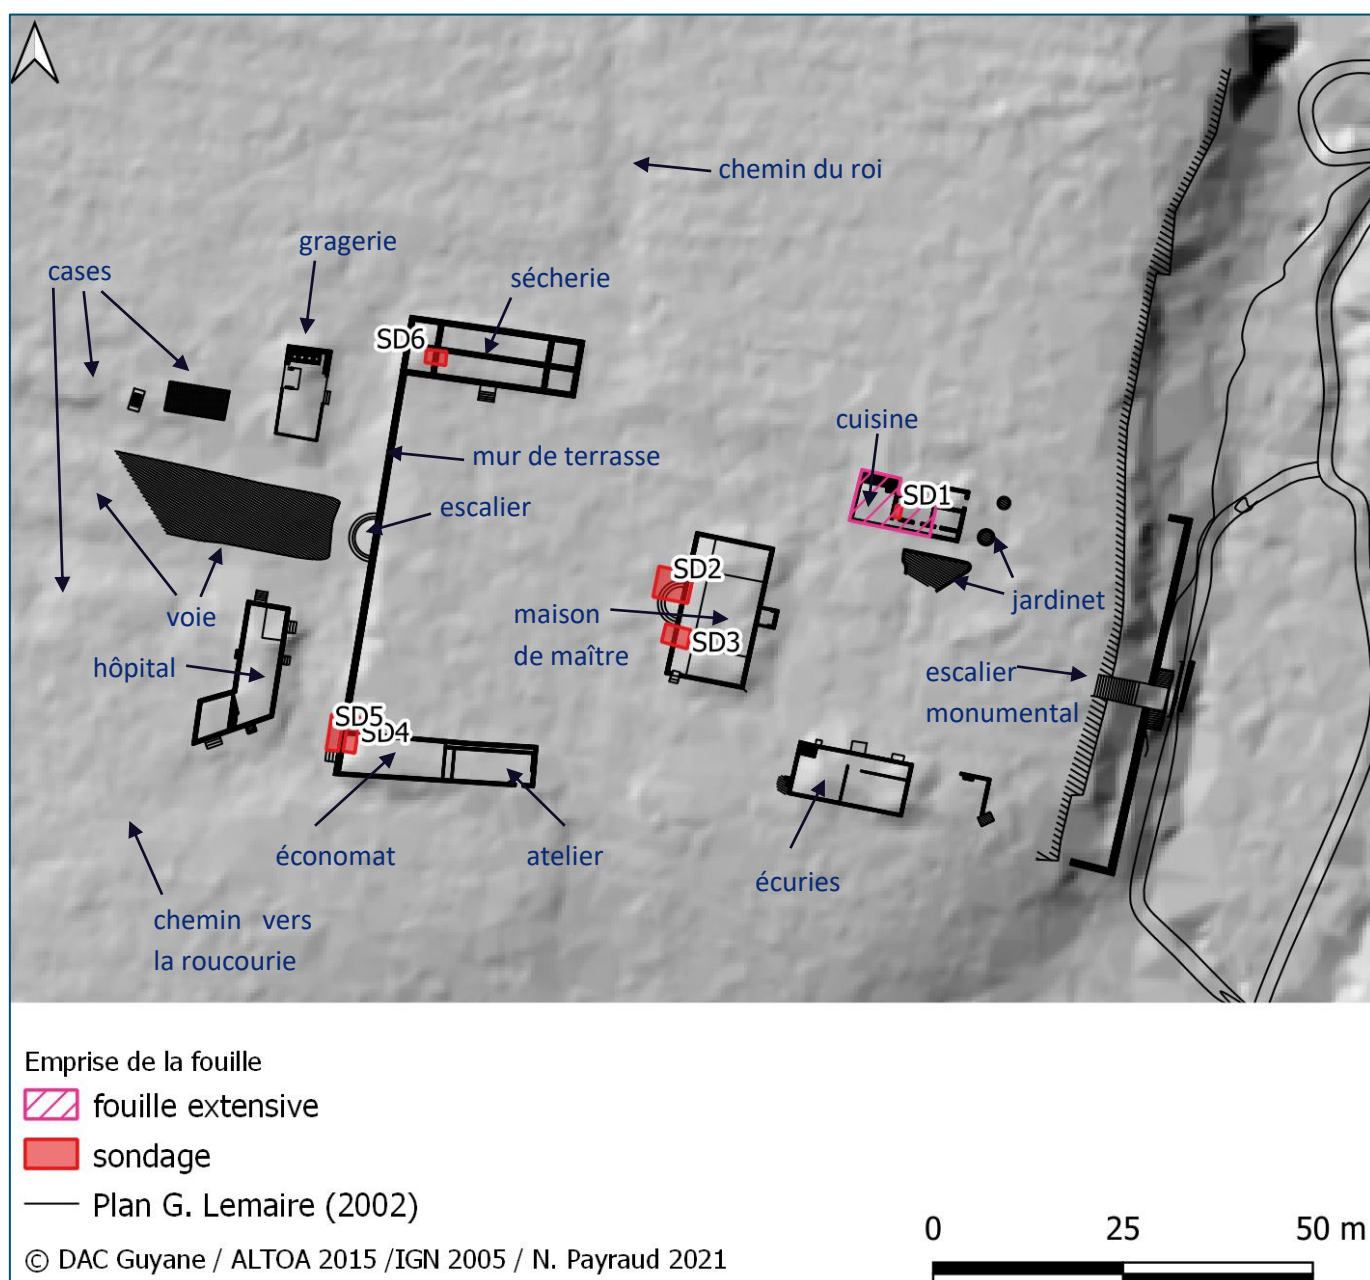 chemin du roi
gragerie
cases
sécherie
SD6
cuisine
mur de terrasse
SD1
escalier
SD2
voie
maison
de maître
jardinet
SD3
hôpital
escalier
monumental
SD5
SD4
économat
atelier
écuries
chemin vers
la roucourie
Emprise de la fouille
fouille extensive
sondage
Plan G. Lemaire (2002)
0 25 50 m
© DAC Guyane / ALTOA 2015 /IGN 2005 / N. Payraud 2021